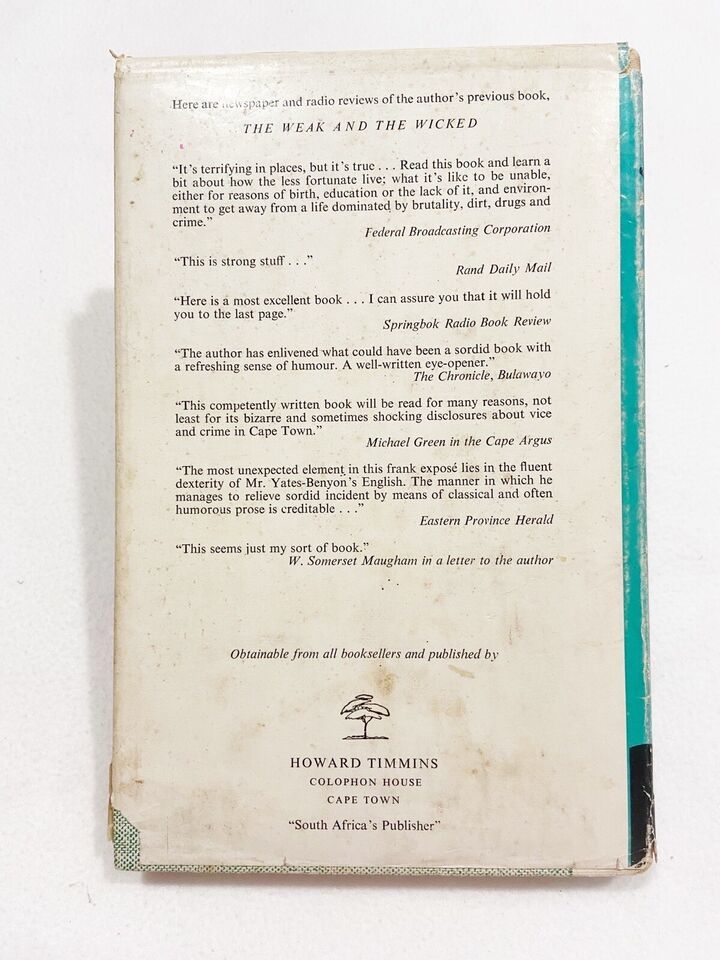 Here are newspaper and radio reviews of the author's previous book,
THE WEAK AND THE WICKED
“It's terrifying in places, but it's true . . . Read this book and learn a
bit about how the less fortunate live; what it's like to be unable,
either for reasons of birth, education or the lack of it, and environ-
ment to get away from a life dominated by brutality, dirt, drugs and
crime.”
Federal Broadcasting Corporation
“This is strong stuff . . .”
Rand Daily Mail
“Here is a most excellent book . . . I can assure you that it will hold
you to the last page.”
Springbok Radio Book Review
“The author has enlivened what could have been a sordid book with
a refreshing sense of humour. A well-written eye-opener.”
The Chronicle, Bulawayo
“This competently written book will be read for many reasons, not
least for its bizarre and sometimes shocking disclosures about vice
and crime in Cape Town.”
Michael Green in the Cape Argus
“The most unexpected element in this frank exposé lies in the fluent
dexterity of Mr. Yates-Benyon's English. The manner in which he
manages to relieve sordid incident by means of classical and often
humorous prose is creditable . . .”
Eastern Province Herald
“This seems just my sort of book.”
W. Somerset Maugham in a letter to the author
Obtainable from all booksellers and published by
HOWARD TIMMINS
COLOPHON HOUSE
CAPE TOWN
“South Africa's Publisher”